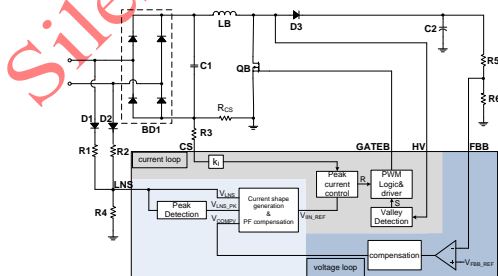 Sile
LB
D3
C2
C1
QB
R5
R6
D1
D2
BD1
RCS
R3
R1
R2
CS
GATEB
HV
FBB
current loop
ki
LNS
R4
Peak
Detection
VLNS
VLNS_PK
VCOMPV
Current shape
generation
&
PF compensation
VIIN_REF
Peak
current
control
R
PWM
Logic&
driver
S
Valley
Detection
compensation
VFBB_REF
voltage loop